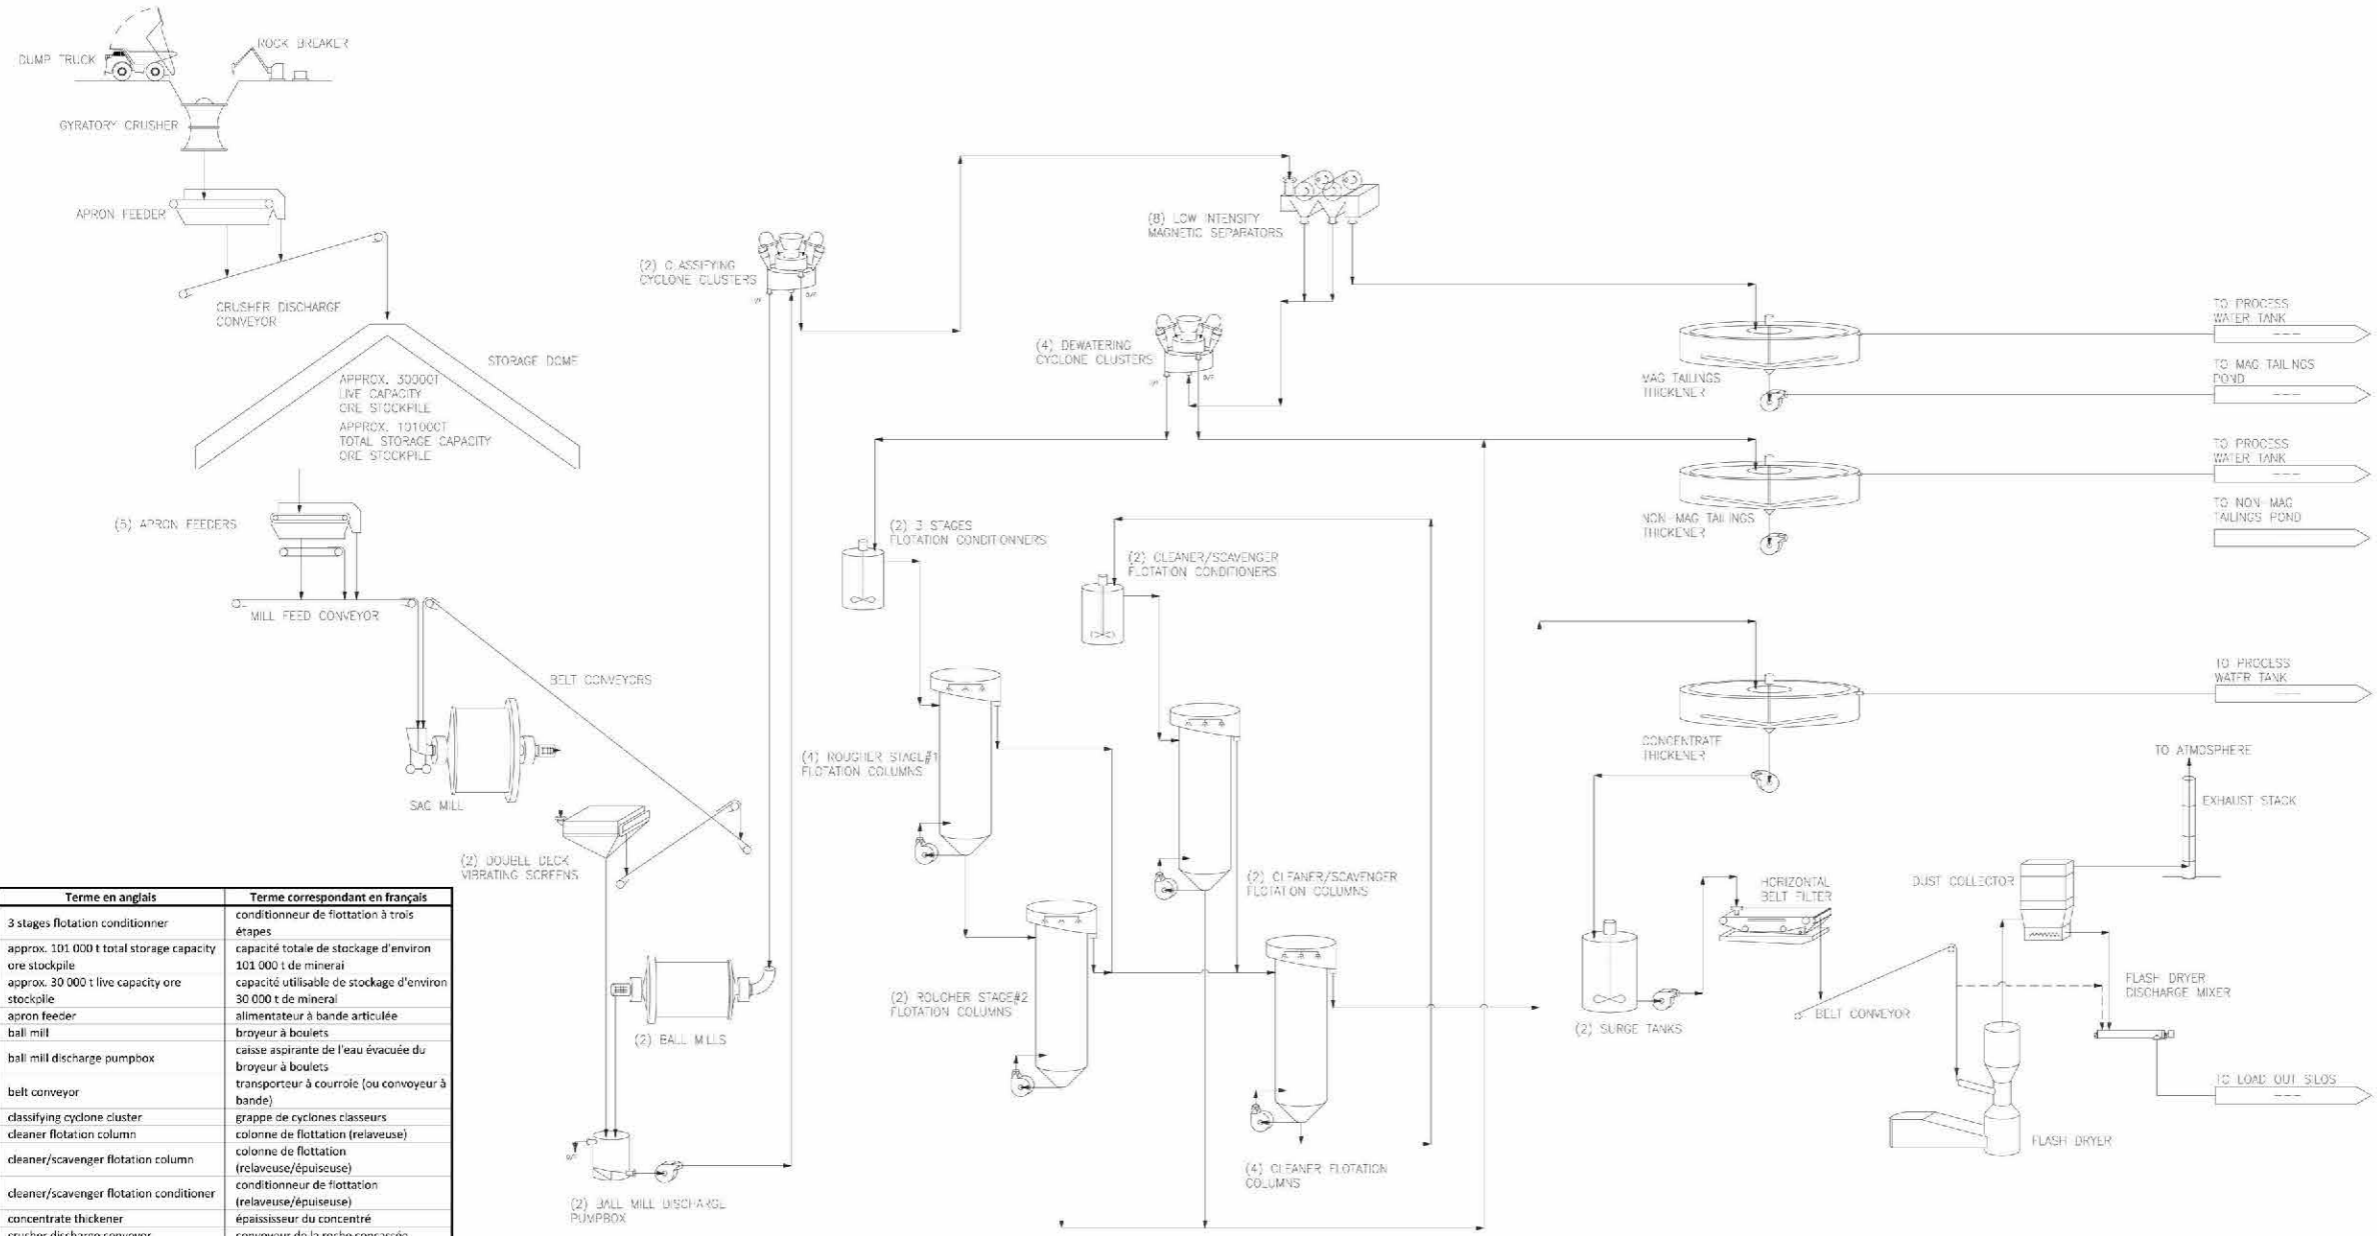 DUMP TRUCK
ROCK BREAKER
GYRATORY CRUSHER
APRON FEEDER
CRUSHER DISCHARGE
CONVEYOR
STORAGE DOME
APPROX. 30000T
LIVE CAPACITY
ORE STOCKPILE
APPROX. 101000T
TOTAL STORAGE CAPACITY
ORE STOCKPILE
(5) APRON FEEDERS
MILL FEED CONVEYOR
BELT CONVEYORS
SAG MILL
(2) DOUBLE DECK
VIBRATING SCREENS
(2) BALL MILLS
(2) BALL MILL DISCHARGE
PUMPBOX
(2) CLASSIFYING
CYCLONE CLUSTERS
(8) LOW INTENSITY
MAGNETIC SEPARATORS
(4) DEWATERING
CYCLONE CLUSTERS
(2) 3 STAGES
FLOTATION CONDITIONNERS
(2) CLEANER/SCAVENGER
FLOTATION CONDITIONERS
(4) ROUGHER STAGE#1
FLOTATION COLUMNS
(2) CLEANER/SCAVENGER
FLOTATION COLUMNS
(2) ROUGHER STAGE#2
FLOTATION COLUMNS
(4) CLEANER FLOTATION
COLUMNS
MAG TAILINGS
THICKENER
TO PROCESS
WATER TANK
TO MAG TAILINGS
POND
NON-MAG TAILINGS
THICKENER
TO PROCESS
WATER TANK
TO NON-MAG
TAILINGS POND
CONCENTRATE
THICKENER
TO PROCESS
WATER TANK
TO ATMOSPHERE
EXHAUST STACK
DUST COLLECTOR
HORIZONTAL
BELT FILTER
(2) SURGE TANKS
BELT CONVEYOR
FLASH DRYER
DISCHARGE MIXER
TO LOAD OUT SILOS
FLASH DRYER
Terme en anglais Terme correspondant en français
3 stages flotation conditionner conditionneur de flottation à trois
étapes
approx. 101 000 t total storage capacity capacité totale de stockage d'environ
ore stockpile 101 000 t de minerai
approx. 30 000 t live capacity ore capacité utilisable de stockage d'environ
stockpile 30 000 t de minerai
apron feeder alimentateur à bande articulée
ball mill broyeur à boulets
ball mill discharge pumpbox caisse aspirante de l'eau évacuée du
broyeur à boulets
belt conveyor transporteur à courroie (ou convoyeur à
bande)
classifying cyclone cluster grappe de cyclones classeurs
cleaner flotation column colonne de flottation (relaveuse)
cleaner/scavenger flotation column colonne de flottation
(relaveuse/épuiseuse)
cleaner/scavenger flotation conditioner conditionneur de flottation
(relaveuse/épuiseuse)
concentrate thickener épaississeur du concentré
crusher discharge conveyor convoyeur de la roche concassée